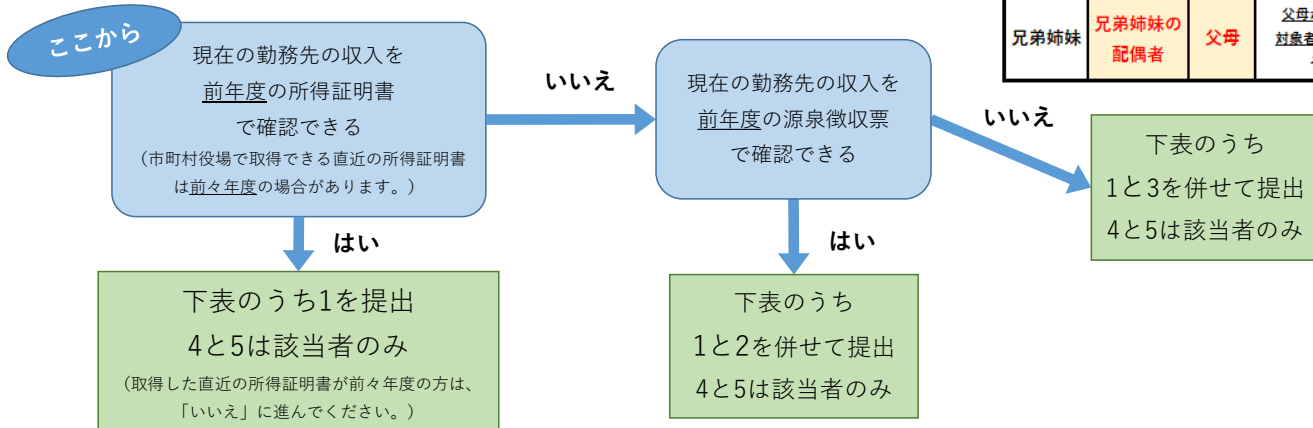 ここから
現在の勤務先の収入を
前年度の所得証明書
で確認できる
(市町村役場で取得できる直近の所得証明書
は前々年度の場合があります。)
いいえ
現在の勤務先の収入を
前年度の源泉徴収票
で確認できる
いいえ
兄弟姉妹
兄弟姉妹の
配偶者
父母
父母
対象者
下表のうち
1と3を併せて提出
4と5は該当者のみ
はい
下表のうち1を提出
4と5は該当者のみ
(取得した直近の所得証明書が前々年度の方は、
「いいえ」に進んでください。)
はい
下表のうち
1と2を併せて提出
4と5は該当者のみ